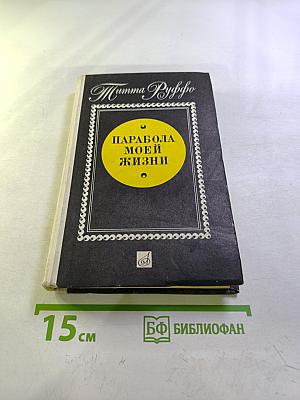 Титта Руффо
ПАРАБОЛА
МОЕЙ
ЖИЗНИ
15 см
БФ БИБЛИОФАН